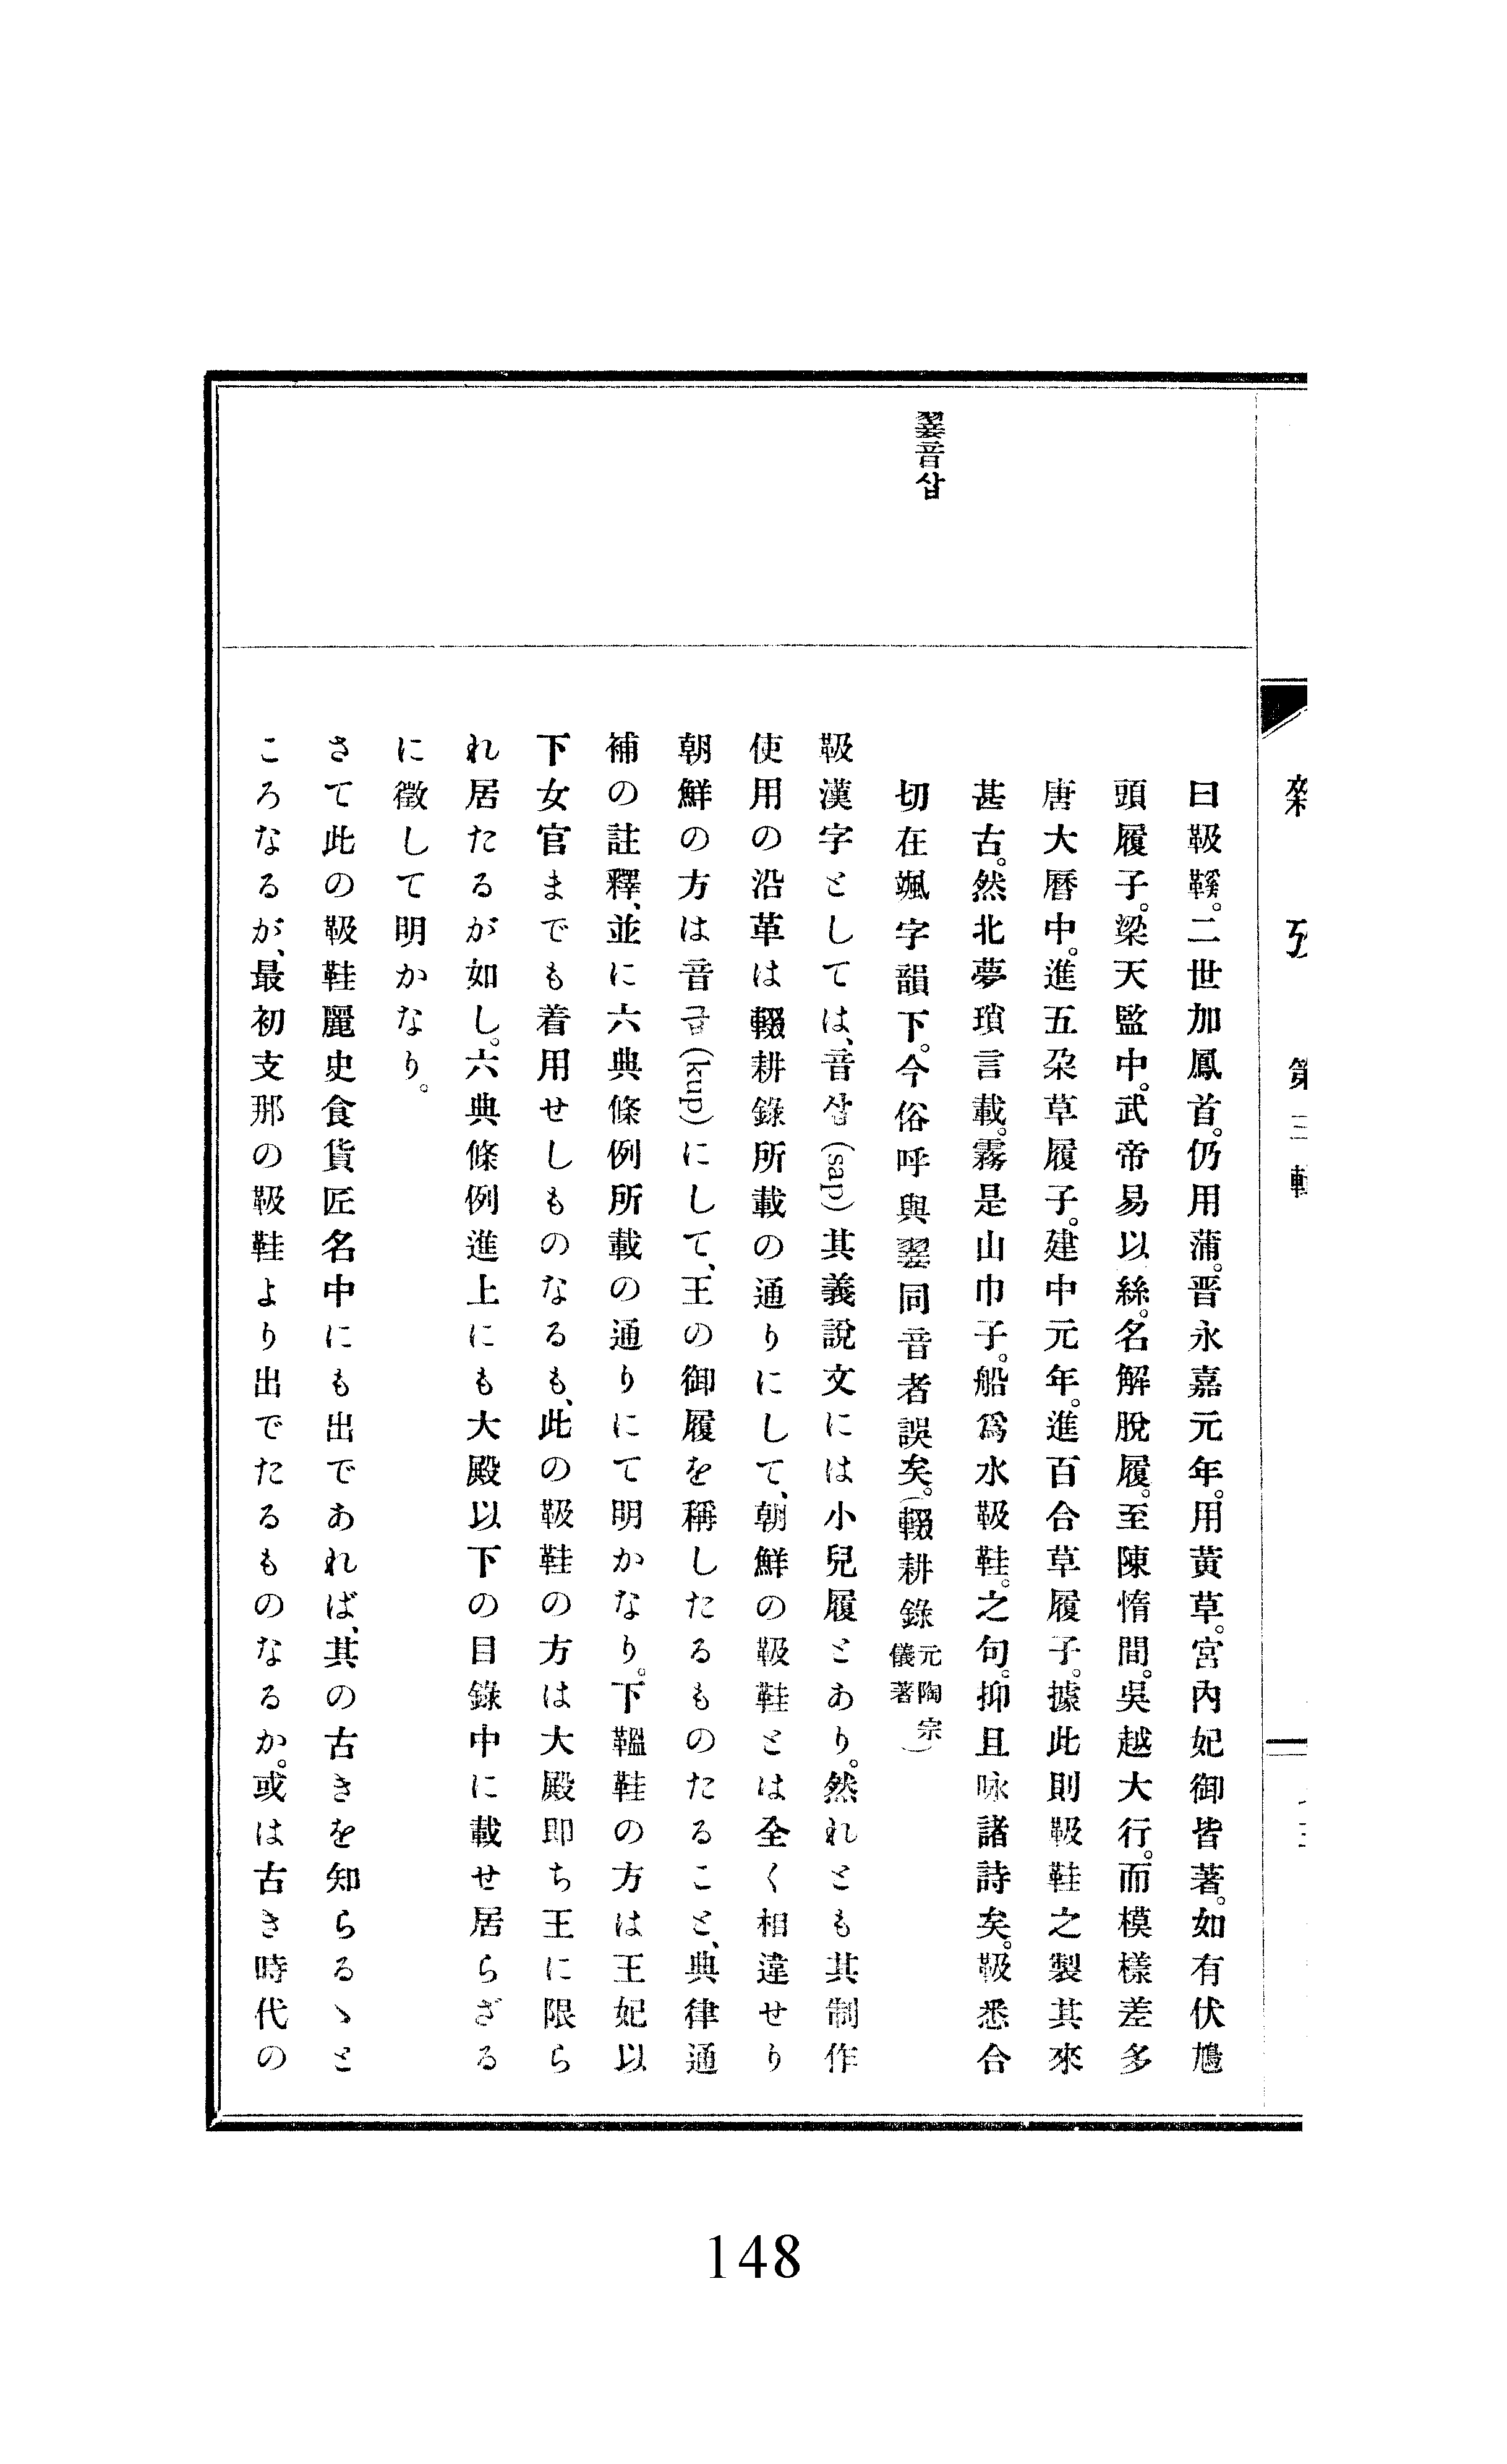 雜攷 第三輯
翣音삽
曰靸鞵。二世加鳳首。仍用蒲。晋永嘉元年。用黃草。宮內妃御皆著。如有伏鳩
頭履子。梁天監中。武帝易以絲。名解脫履。至陳惰間。吳越大行。而模樣差多
唐大曆中。進五朶草履子。建中元年。進百合草履子。據此則靸鞋之製其來
甚古。然北夢瑣言載。霧是山巾子。船爲水靸鞋。之句。抑且咏諸詩矣。靸悉合
切在颯字韻下。今俗呼與翣同音者誤矣。(輟耕錄元陶宗儀著)
靸漢字としては、音삽(sap)其義說文には小兒履とあり。然れとも其制作
使用の沿革は輟耕錄所載の通りにして、朝鮮の靸鞋とは全く相違せり
朝鮮の方は音급(kup)にして、王の御履を稱したるものたること、典律通
補の註釋、並に六典條例所載の通りにて明かなり。下鞰鞋の方は王妃以
下女官までも着用せしものなるも、此の靸鞋の方は大殿即ち王に限ら
れ居たるが如し。六典條例進上にも大殿以下の目錄中に載せ居らざる
に徵して明かなり。
さて此の靸鞋麗史食貨匠名中にも出であれば、其の古きを知らるゝと
ころなるが、最初支那の靸鞋より出でたるものなるか。或は古き時代の
148